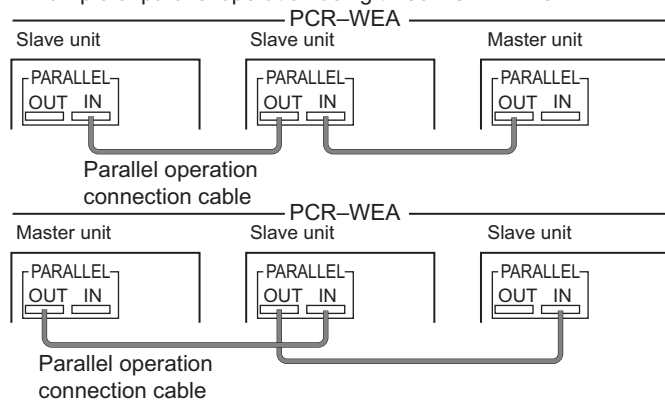 PCR–WEA
Slave unit Slave unit Master unit
PARALLEL PARALLEL PARALLEL
OUT IN OUT IN OUT IN
Parallel operation
connection cable
PCR–WEA
Master unit Slave unit Slave unit
PARALLEL PARALLEL PARALLEL
OUT IN OUT IN OUT IN
Parallel operation
connection cable